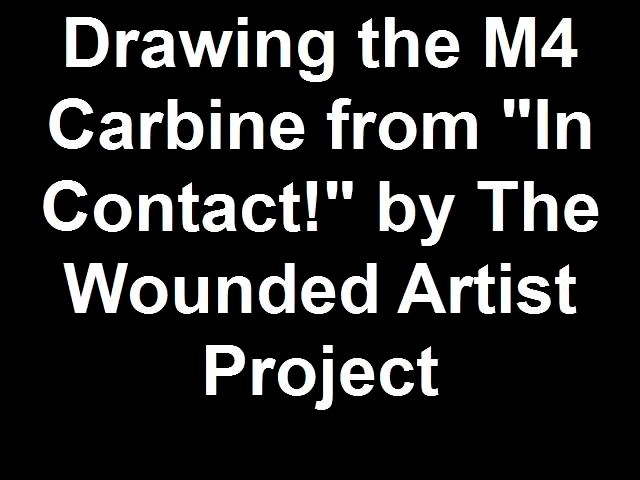 Drawing the M4
Carbine from "In
Contact!" by The
Wounded Artist
Project